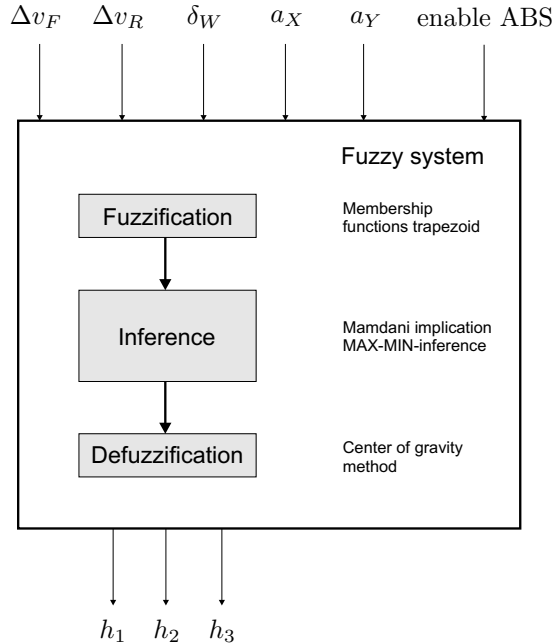 Δv_F Δv_R δ_W a_X a_Y enable ABS
Fuzzy system
Fuzzification
Membership
functions trapezoid
Inference
Mamdani implication
MAX-MIN-inference
Defuzzification
Center of gravity
method
h_1 h_2 h_3